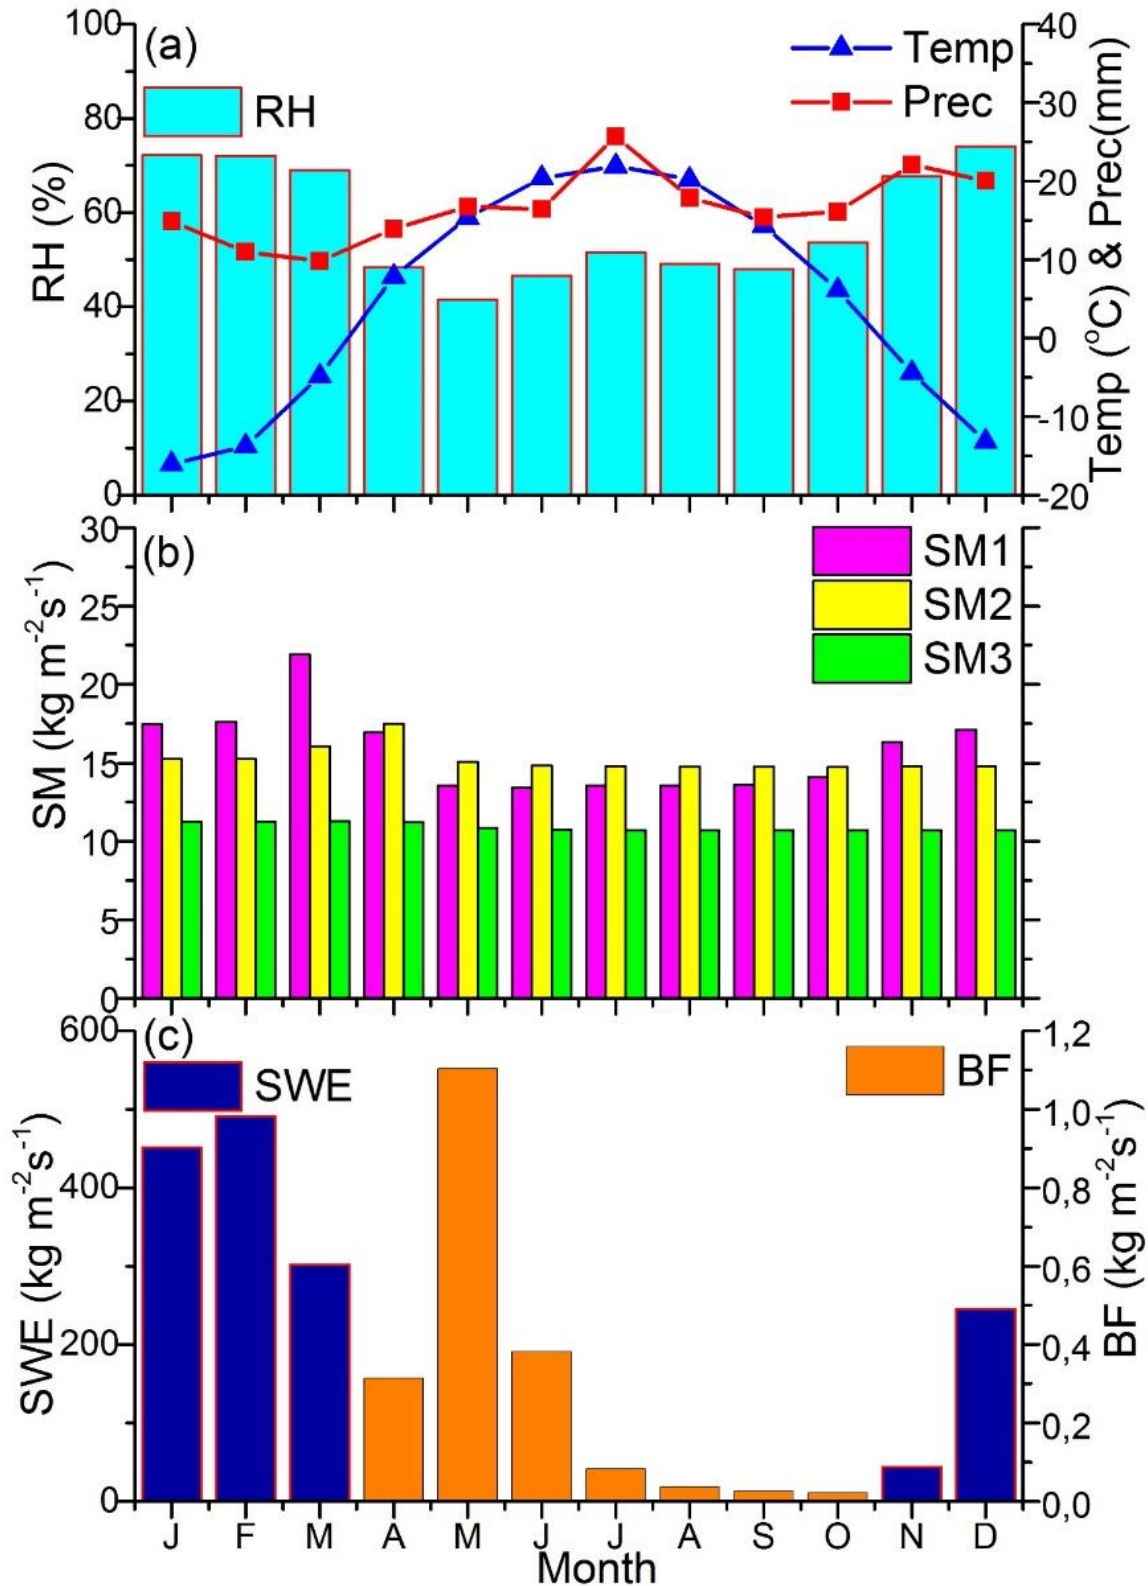 (a)
Temp
Prec
RH
RH (%)
100
80
60
40
20
0
Temp (°C) & Prec(mm)
40
30
20
10
0
-10
-20
(b)
SM1
SM2
SM3
SM (kg m⁻²s⁻¹)
30
25
20
15
10
5
0
(c)
SWE
BF
SWE (kg m⁻²s⁻¹)
600
400
200
0
BF (kg m⁻²s⁻¹)
1,2
1,0
0,8
0,6
0,4
0,2
0,0
J F M A M J J A S O N D
Month